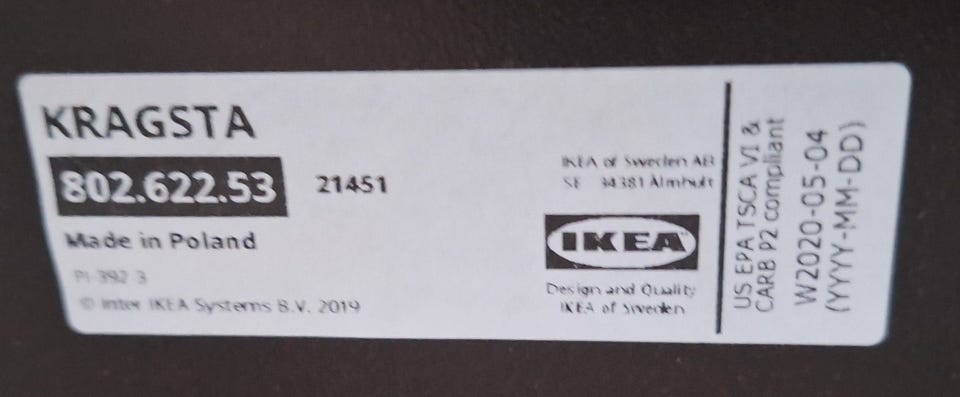 KRAGSTA
802.622.53 21451
Made in Poland
PI-392 3
© Inter IKEA Systems B.V. 2019
IKEA of Sweden AB
SE 34381 Älmhult
IKEA
Design and Quality
IKEA of Sweden
US EPA TSCA VI &
CARB P2 compliant
W2020-05-04
(YYYY-MM-DD)